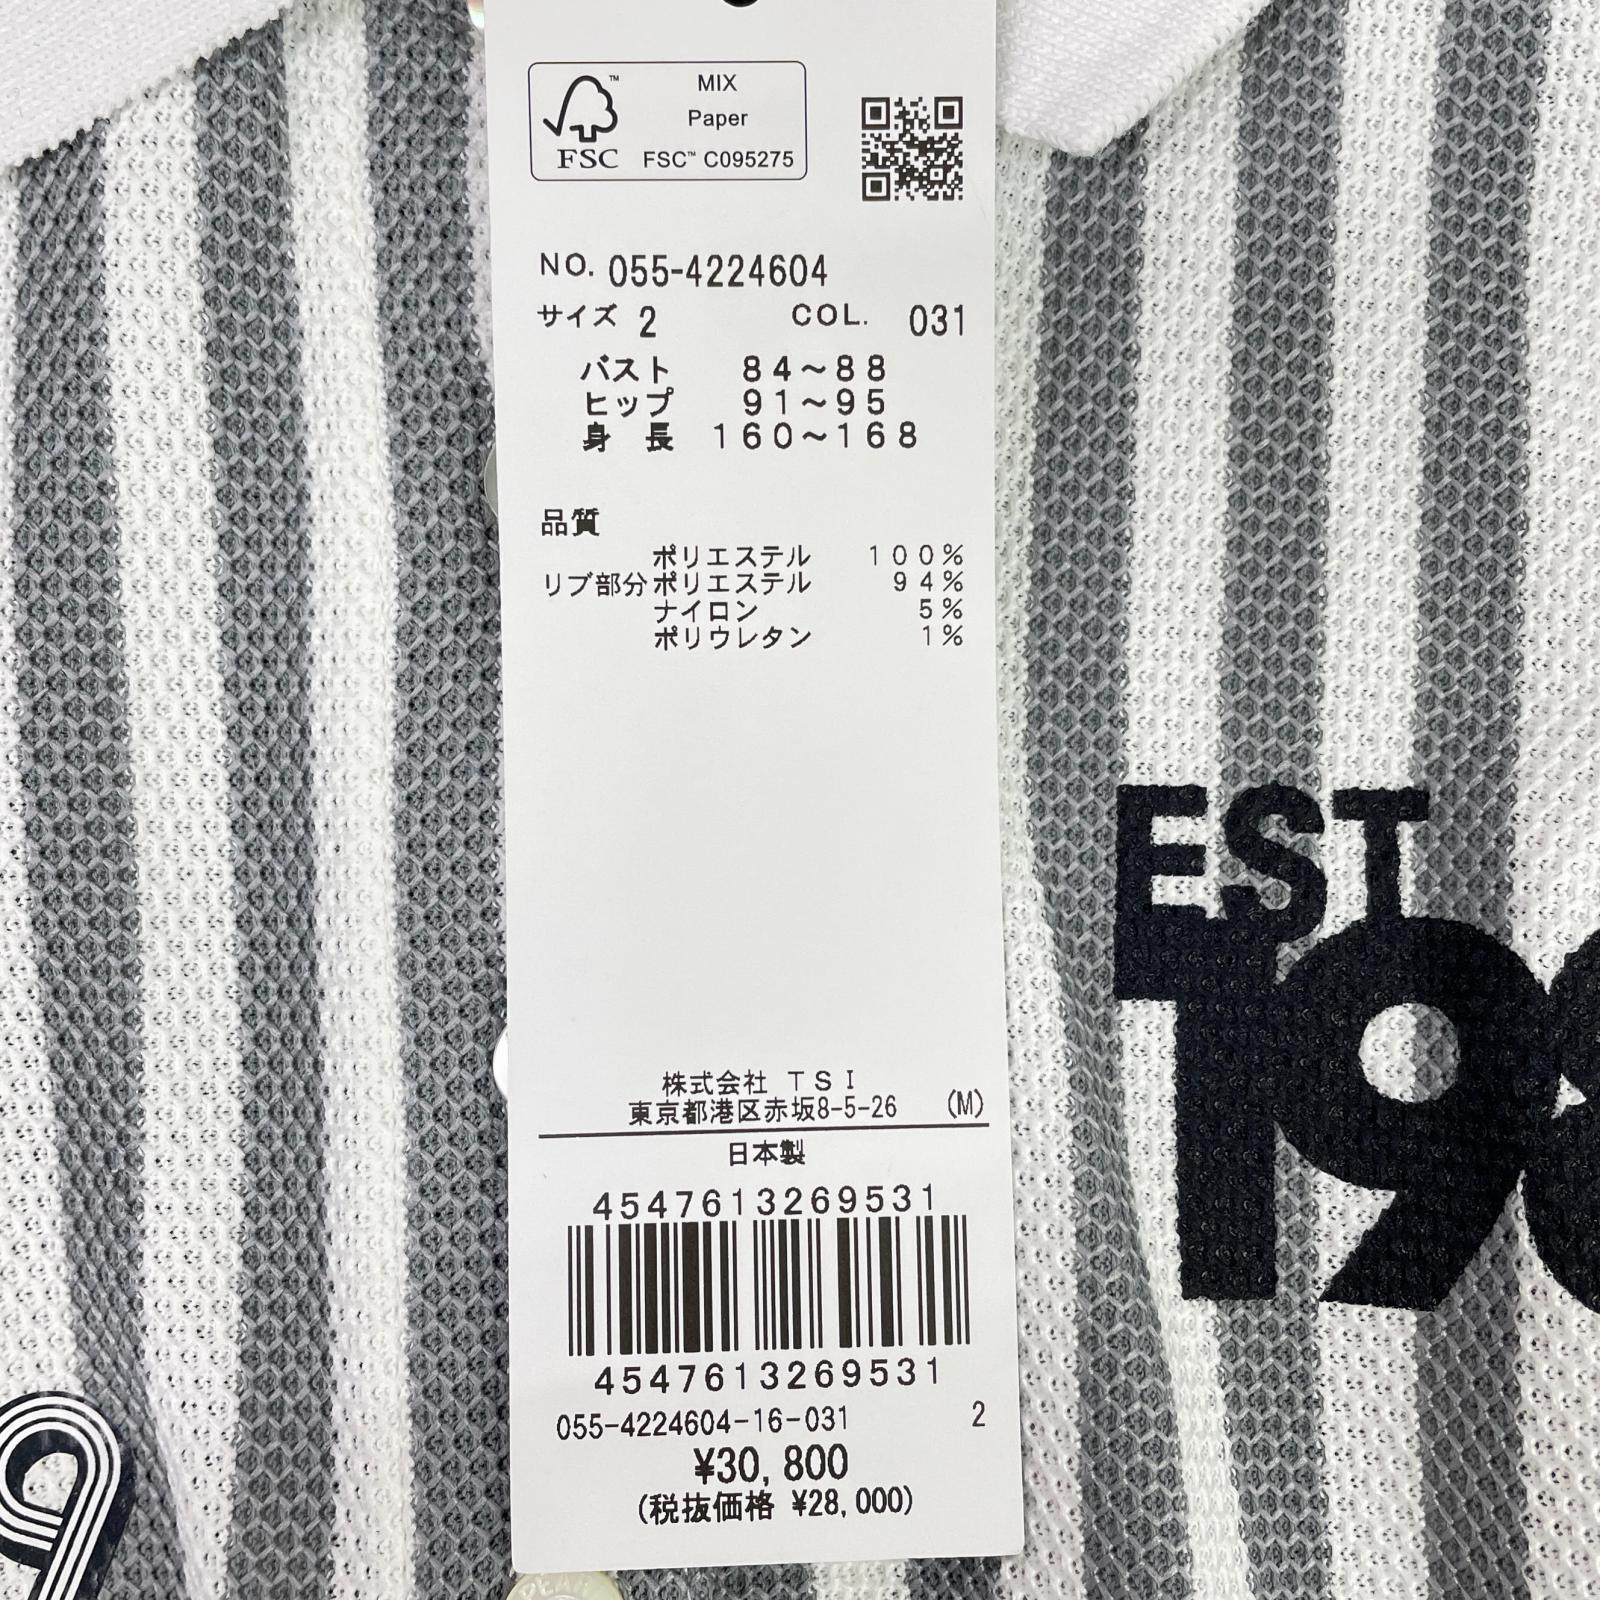 MIX
Paper
FSC™ C095275
FSC
NO. 055-4224604
サイズ 2 COL. 031
バスト 84～88
ヒップ 91～95
身長 160～168
品質
ポリエステル 100%
リブ部分ポリエステル 94%
ナイロン 5%
ポリウレタン 1%
株式会社 TSI
東京都港区赤坂8-5-26 (M)
日本製
4547613269531
4547613269531
055-4224604-16-031 2
¥30,800
(税抜価格 ¥28,000)
EST
19
9